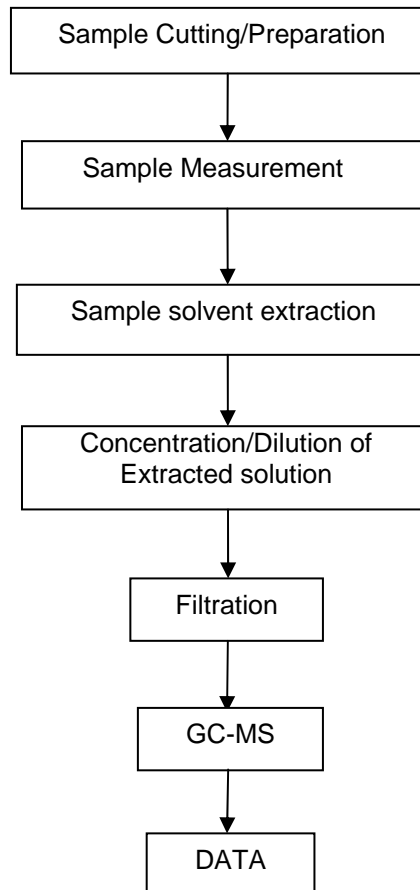 Sample Cutting/Preparation
Sample Measurement
Sample solvent extraction
Concentration/Dilution of
Extracted solution
Filtration
GC-MS
DATA